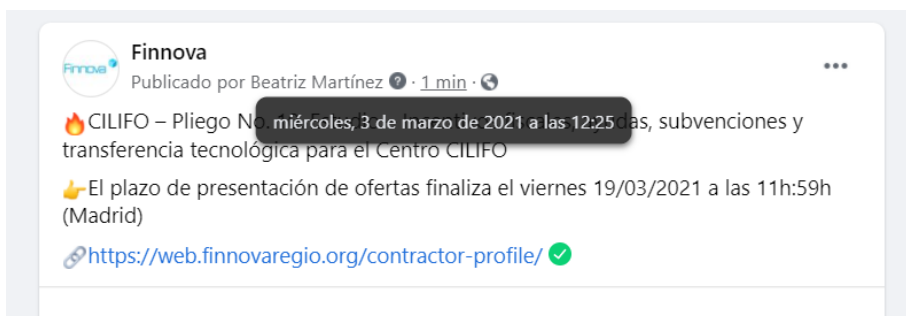 Finnova
Finnova
Publicado por Beatriz Martínez · 1 min ·
🔥CILIFO – Pliego No. das, subvenciones y
miércoles, 3 de marzo de 2021 a las 12:25
transferencia tecnológica para el Centro CILIFO
👉El plazo de presentación de ofertas finaliza el viernes 19/03/2021 a las 11h:59h
(Madrid)
🔗https://web.finnovaregio.org/contractor-profile/ ✅